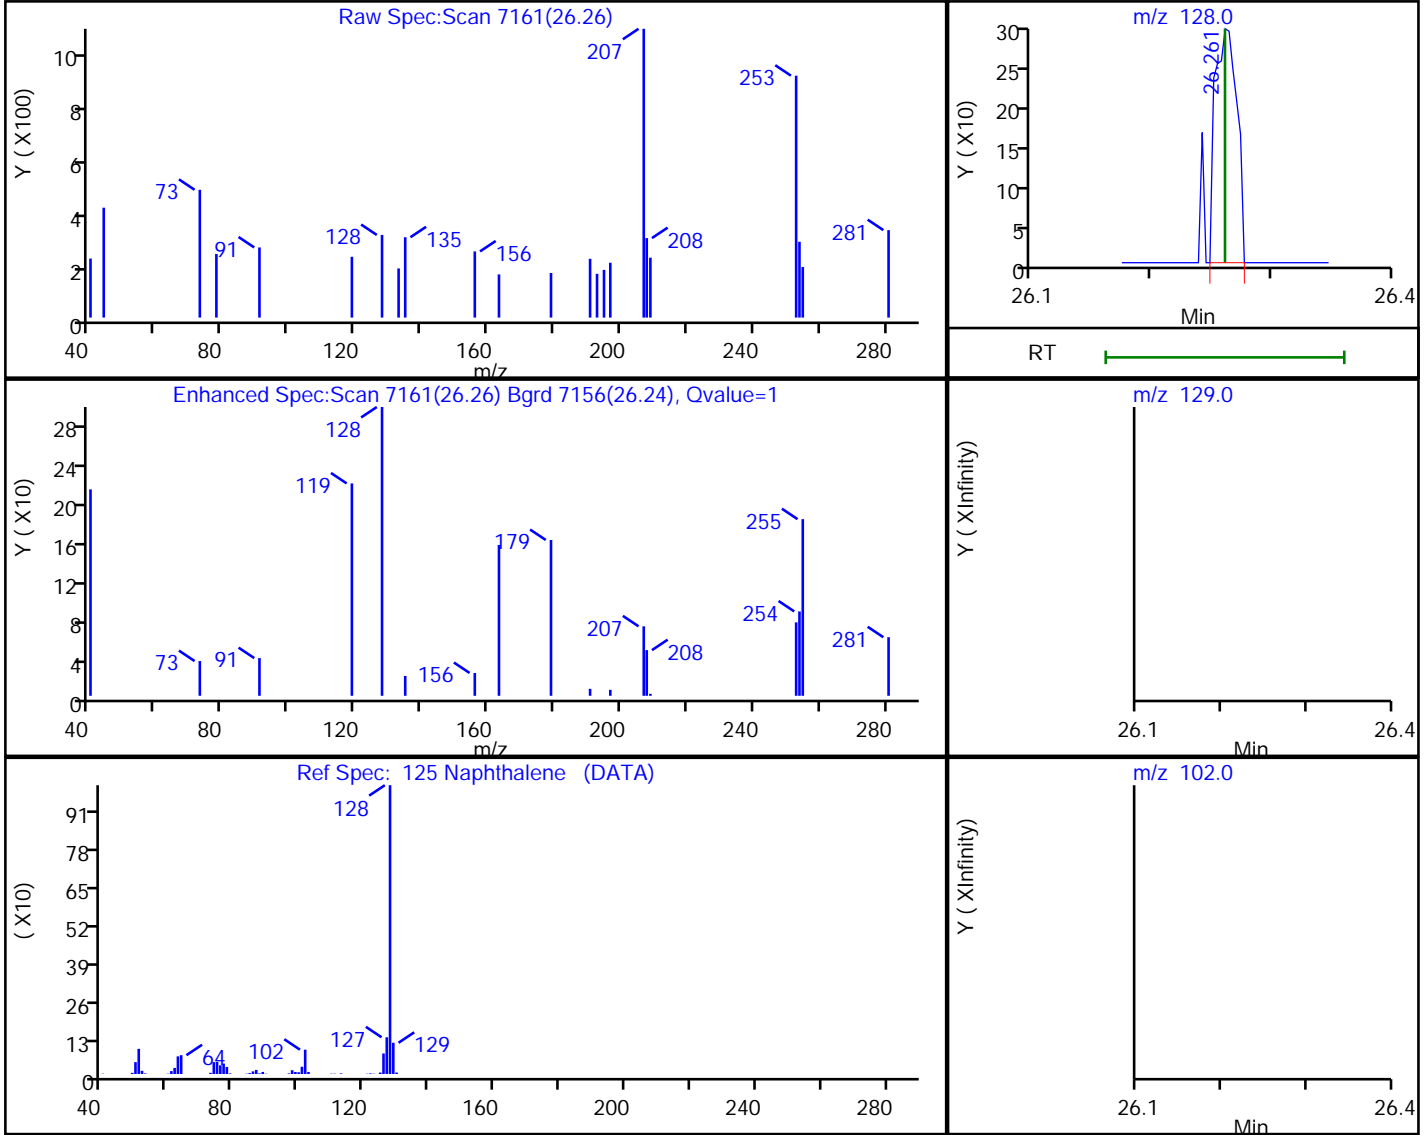 Raw Spec:Scan 7161(26.26)
Y ( X100)
10
8
6
4
2
0
207
253
73
91
128
135
156
208
281
40 80 120 160 200 240 280
m/z
m/z 128.0
Y ( X10)
30
25
20
15
10
5
0
26.261
26.1 26.4
Min
RT
Enhanced Spec:Scan 7161(26.26) Bgrd 7156(26.24), Qvalue=1
Y ( X10)
28
24
20
16
12
8
4
0
128
119
179
255
254
207
208
281
73
91
156
40 80 120 160 200 240 280
m/z
m/z 129.0
Y ( XInfinity)
26.1 26.4
Min
Ref Spec: 125 Naphthalene (DATA)
( X10)
91
78
65
52
39
26
13
0
128
64
102
127
129
40 80 120 160 200 240 280
m/z 102.0
Y ( XInfinity)
26.1 26.4
Min